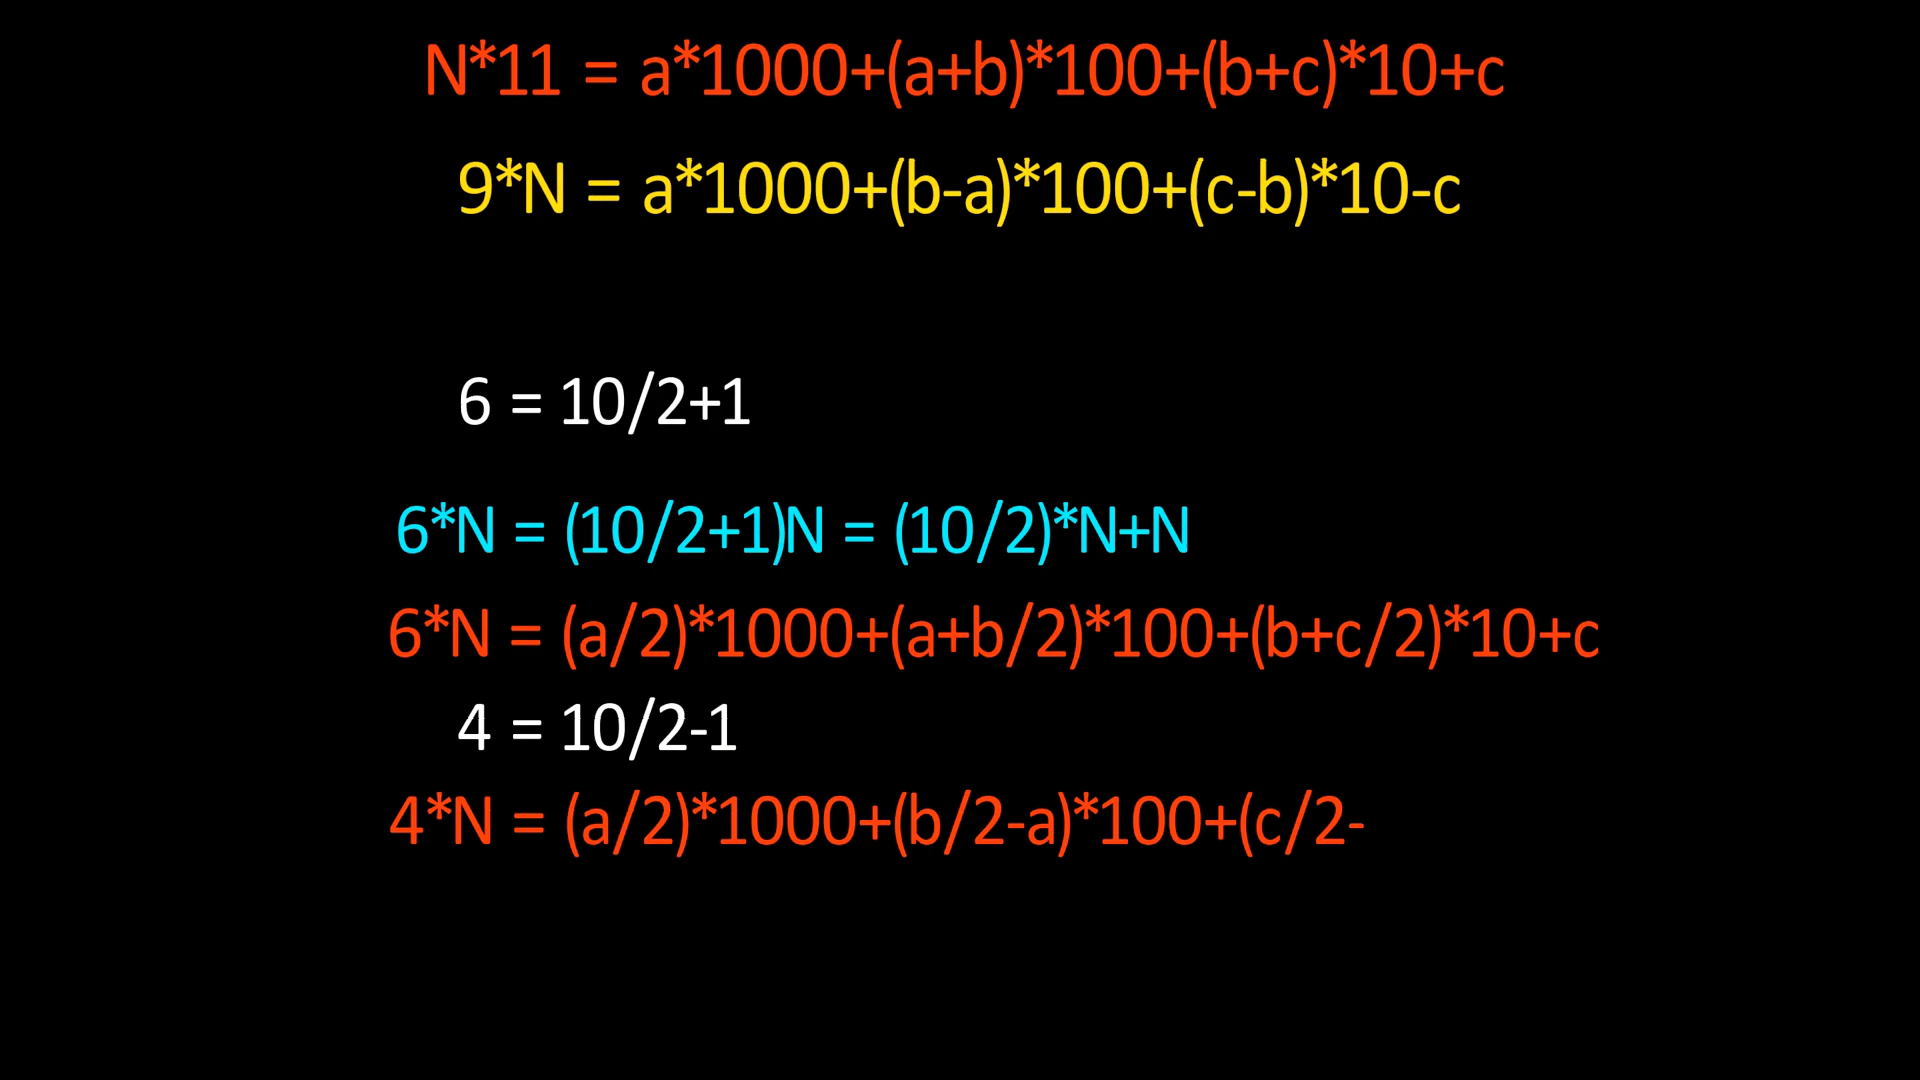 N*11 = a*1000+(a+b)*100+(b+c)*10+c
9*N = a*1000+(b-a)*100+(c-b)*10-c
6 = 10/2+1
6*N = (10/2+1)N = (10/2)*N+N
6*N = (a/2)*1000+(a+b/2)*100+(b+c/2)*10+c
4 = 10/2-1
4*N = (a/2)*1000+(b/2-a)*100+(c/2-